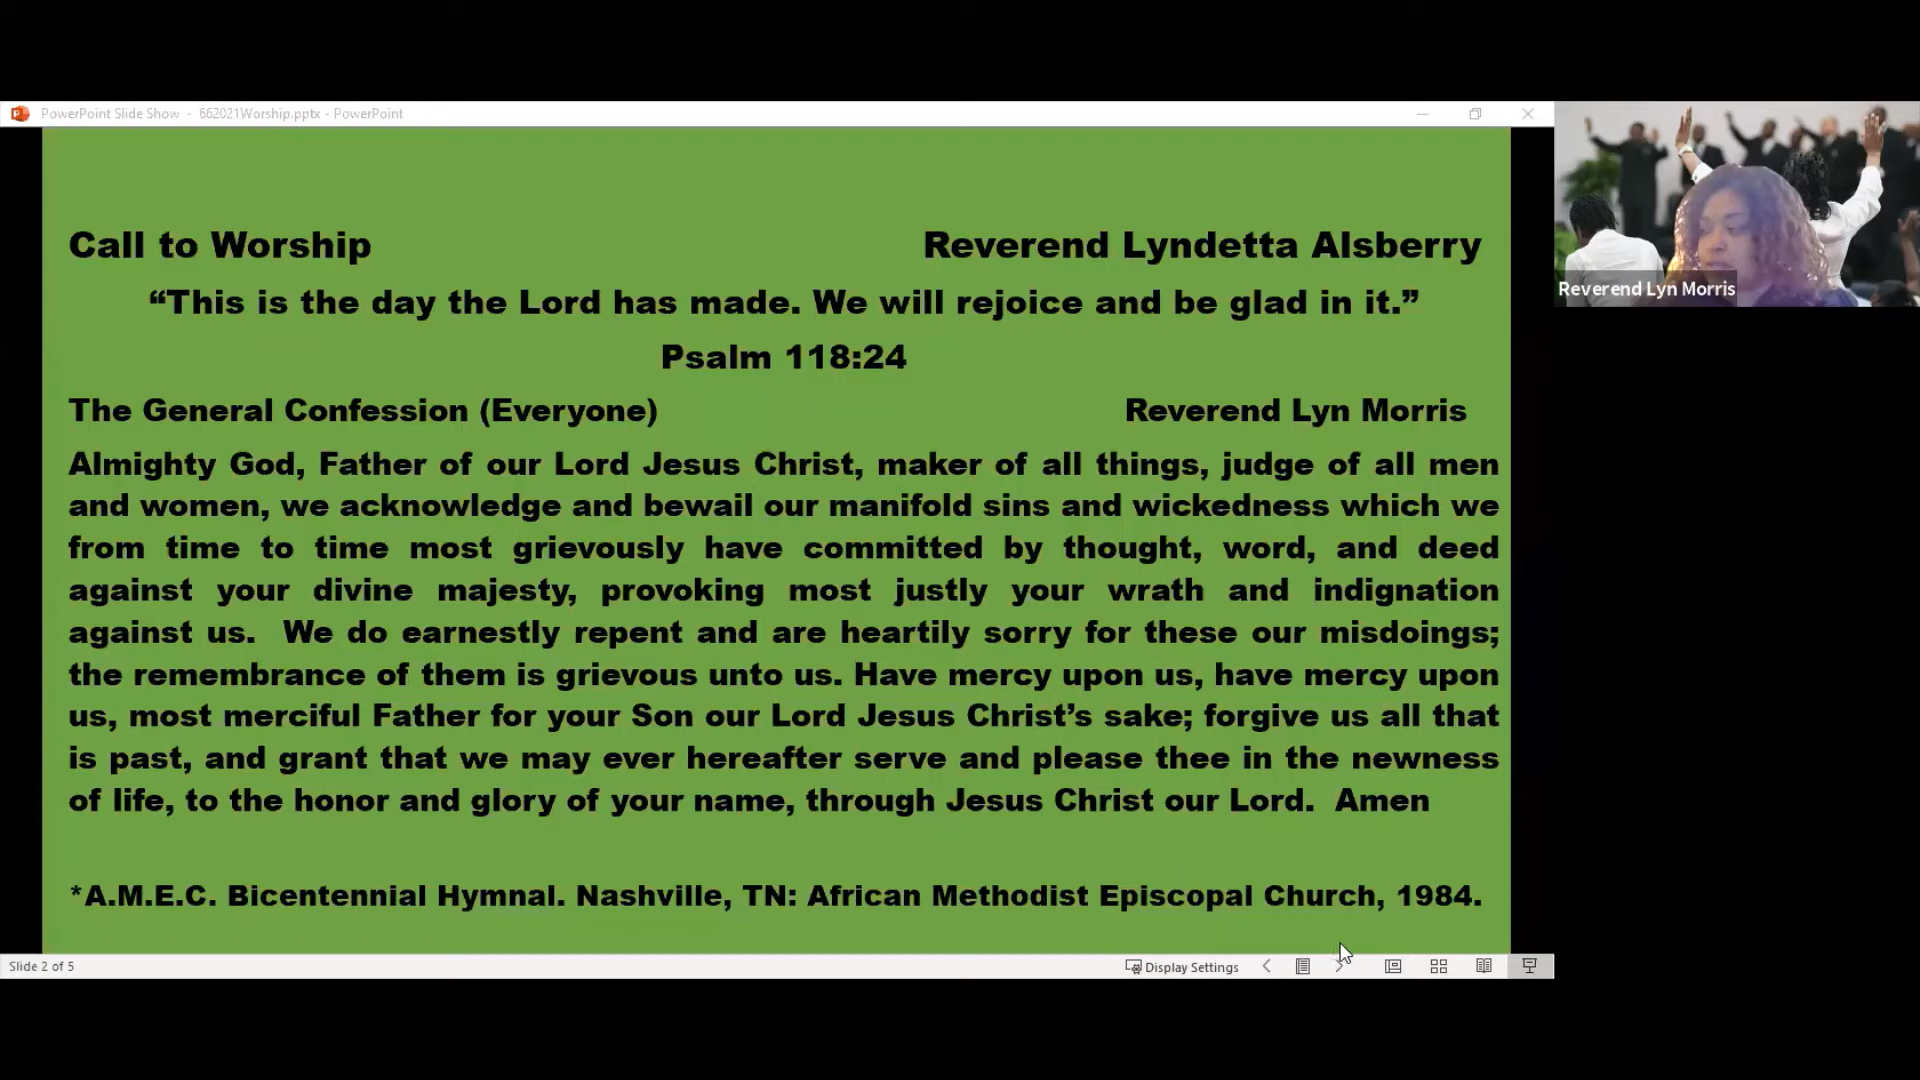 PowerPoint Slide Show - 662021Worship.pptx - PowerPoint
Call to Worship Reverend Lyndetta Alsberry
“This is the day the Lord has made. We will rejoice and be glad in it.”
Psalm 118:24
The General Confession (Everyone) Reverend Lyn Morris
Almighty God, Father of our Lord Jesus Christ, maker of all things, judge of all men
and women, we acknowledge and bewail our manifold sins and wickedness which we
from time to time most grievously have committed by thought, word, and deed
against your divine majesty, provoking most justly your wrath and indignation
against us. We do earnestly repent and are heartily sorry for these our misdoings;
the remembrance of them is grievous unto us. Have mercy upon us, have mercy upon
us, most merciful Father for your Son our Lord Jesus Christ’s sake; forgive us all that
is past, and grant that we may ever hereafter serve and please thee in the newness
of life, to the honor and glory of your name, through Jesus Christ our Lord. Amen
*A.M.E.C. Bicentennial Hymnal. Nashville, TN: African Methodist Episcopal Church, 1984.
Slide 2 of 5 Display Settings
Reverend Lyn Morris